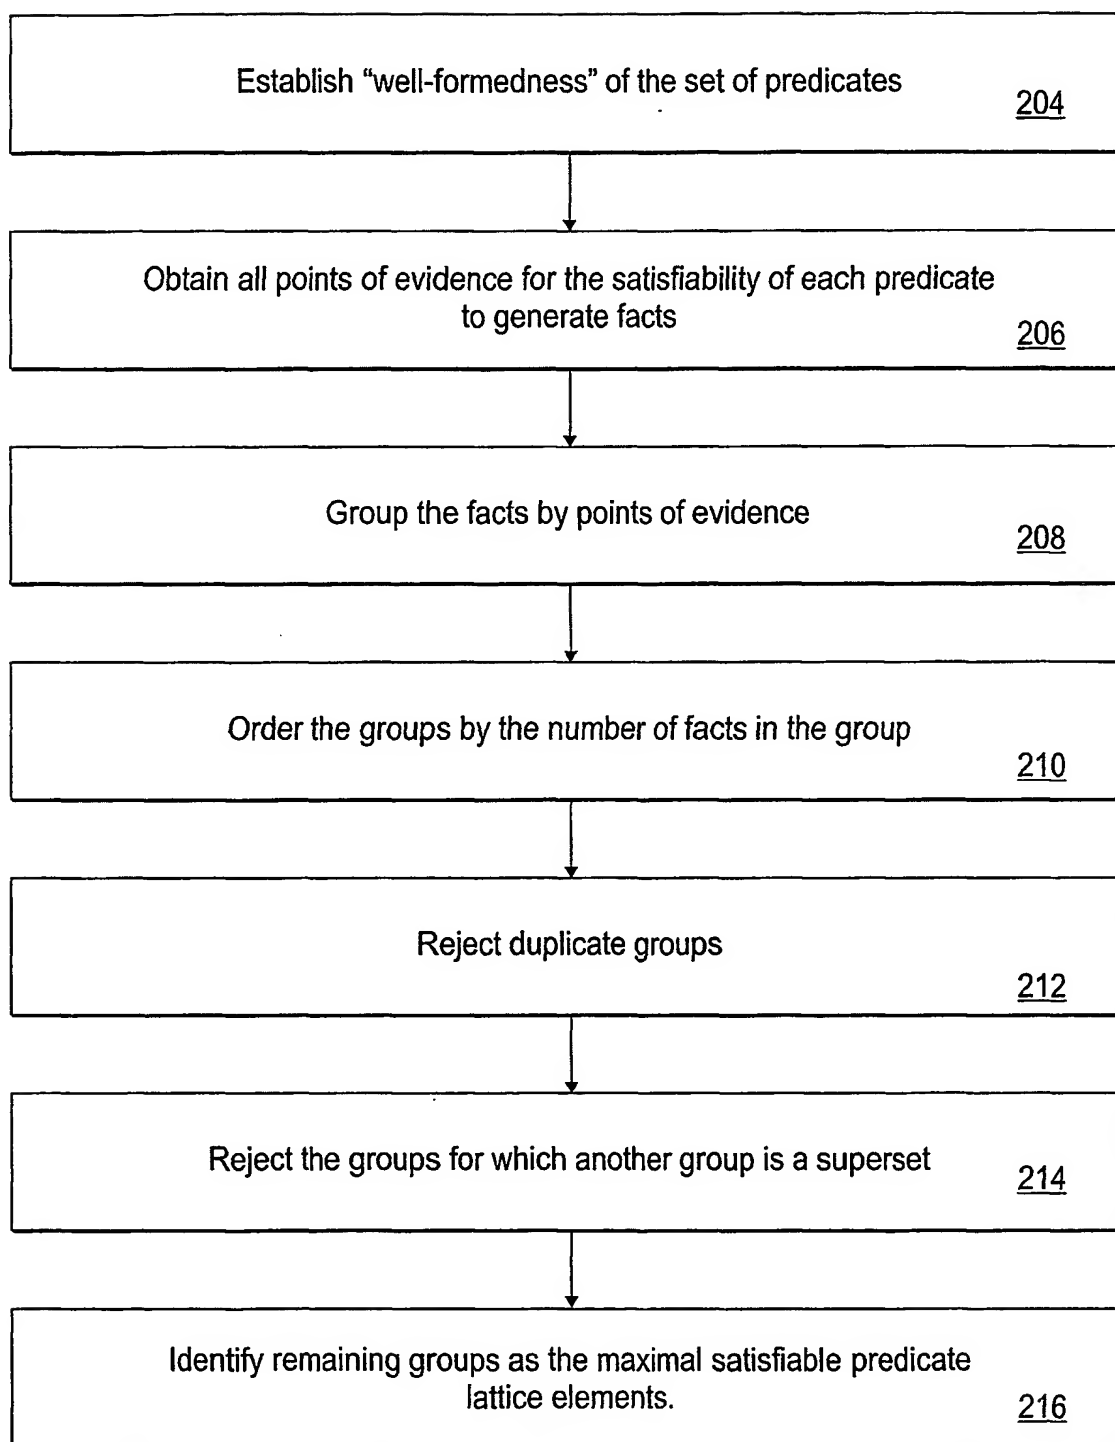 Establish “well-formedness” of the set of predicates
204
Obtain all points of evidence for the satisfiability of each predicate
to generate facts
206
Group the facts by points of evidence
208
Order the groups by the number of facts in the group
210
Reject duplicate groups
212
Reject the groups for which another group is a superset
214
Identify remaining groups as the maximal satisfiable predicate
lattice elements.
216